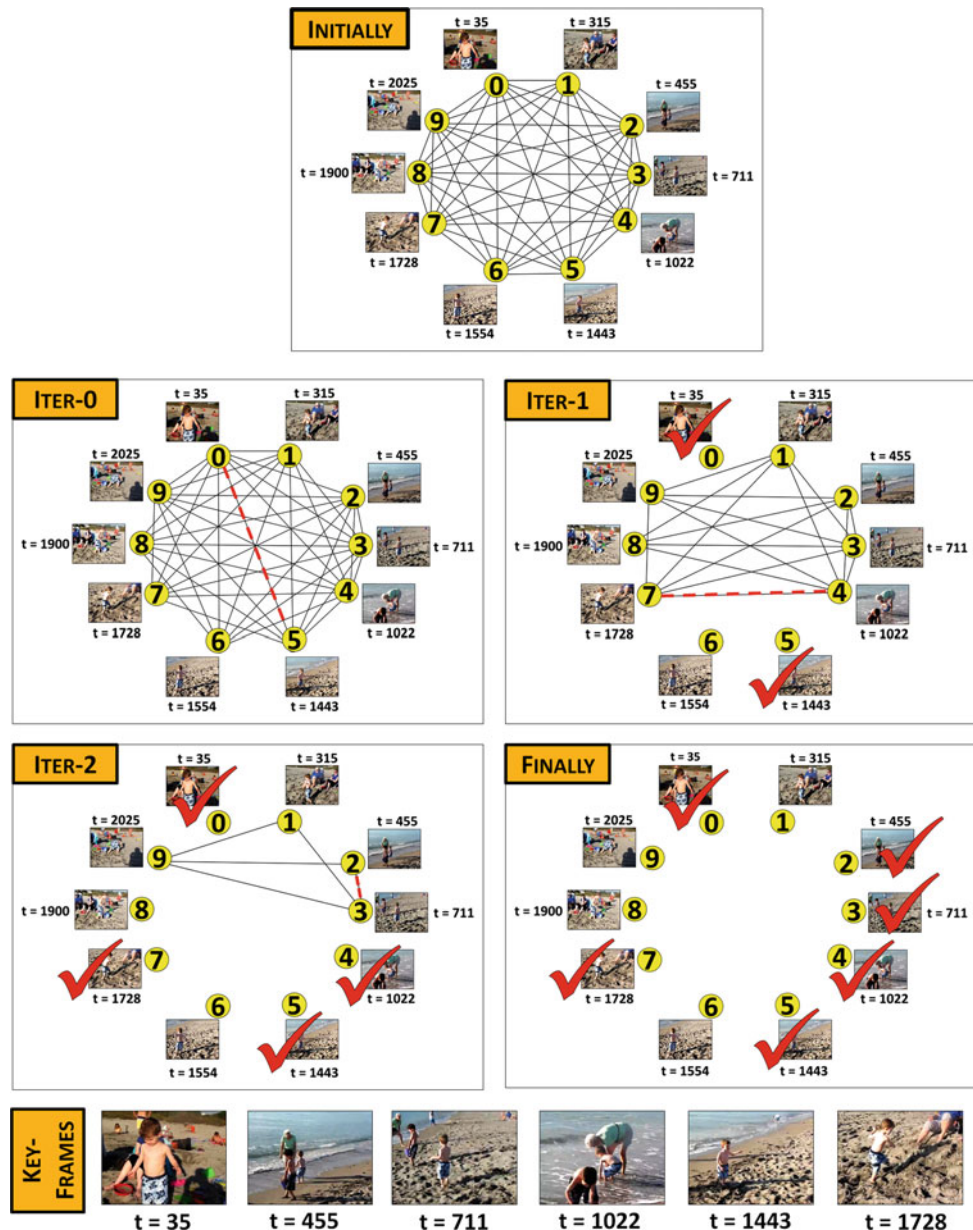 INITIALLY
t = 35
t = 315
t = 2025
t = 455
0
1
9
2
t = 1900
8
3
t = 711
7
4
t = 1728
6
5
t = 1022
t = 1554
t = 1443
ITER-0
t = 35
t = 315
t = 2025
t = 455
0
1
9
2
t = 1900
8
3
t = 711
7
4
t = 1728
6
5
t = 1022
t = 1554
t = 1443
ITER-1
t = 35
t = 315
t = 2025
t = 455
0
1
9
2
t = 1900
8
3
t = 711
7
4
t = 1728
6
5
t = 1022
t = 1554
t = 1443
ITER-2
t = 35
t = 315
t = 2025
t = 455
0
1
9
2
t = 1900
8
3
t = 711
7
4
t = 1728
6
5
t = 1022
t = 1554
t = 1443
FINALLY
t = 35
t = 315
t = 2025
t = 455
0
1
9
2
t = 1900
8
3
t = 711
7
4
t = 1728
6
5
t = 1022
t = 1554
t = 1443
KEY-
FRAMES
t = 35
t = 455
t = 711
t = 1022
t = 1443
t = 1728